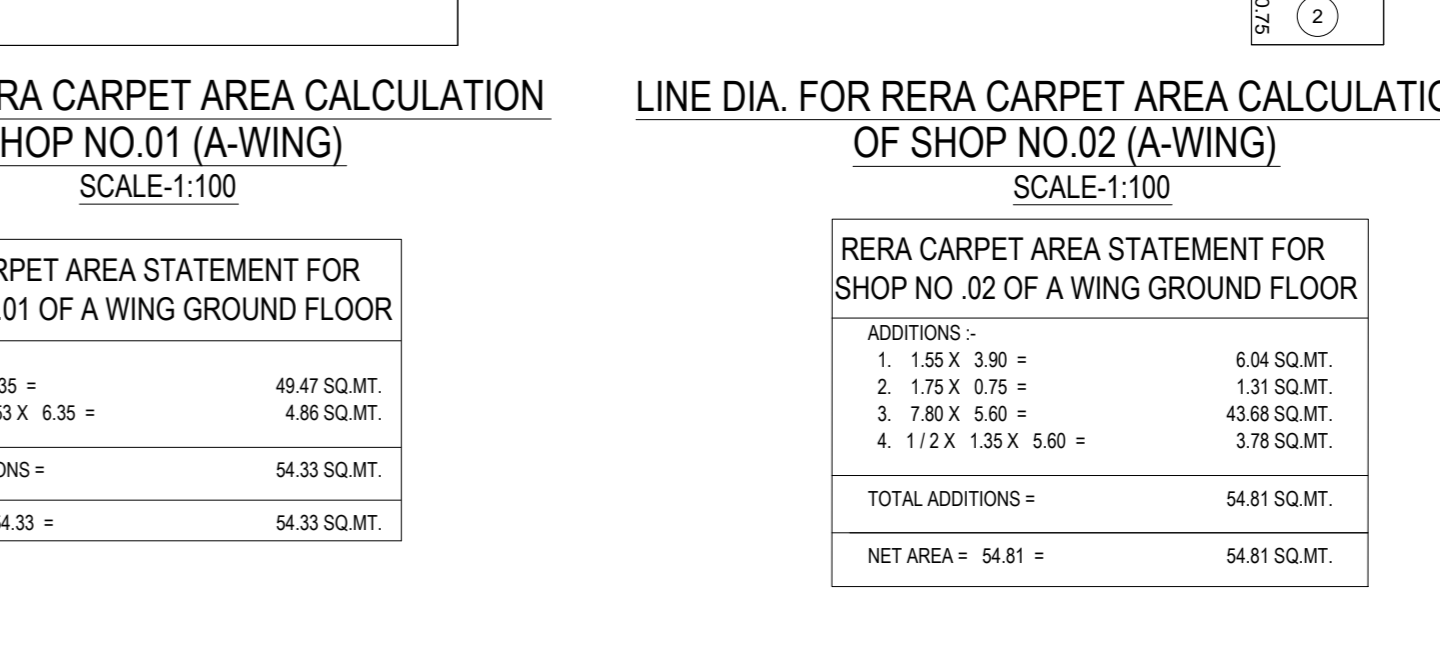 0.75
2
RA CARPET AREA CALCULATION
HOP NO.01 (A-WING)
SCALE-1:100
RPET AREA STATEMENT FOR
.01 OF A WING GROUND FLOOR
35 = 49.47 SQ.MT.
53 X 6.35 = 4.86 SQ.MT.
ONS = 54.33 SQ.MT.
54.33 = 54.33 SQ.MT.
LINE DIA. FOR RERA CARPET AREA CALCULATIO
OF SHOP NO.02 (A-WING)
SCALE-1:100
RERA CARPET AREA STATEMENT FOR
SHOP NO .02 OF A WING GROUND FLOOR
ADDITIONS :-
1. 1.55 X 3.90 = 6.04 SQ.MT.
2. 1.75 X 0.75 = 1.31 SQ.MT.
3. 7.80 X 5.60 = 43.68 SQ.MT.
4. 1 / 2 X 1.35 X 5.60 = 3.78 SQ.MT.
TOTAL ADDITIONS = 54.81 SQ.MT.
NET AREA = 54.81 = 54.81 SQ.MT.